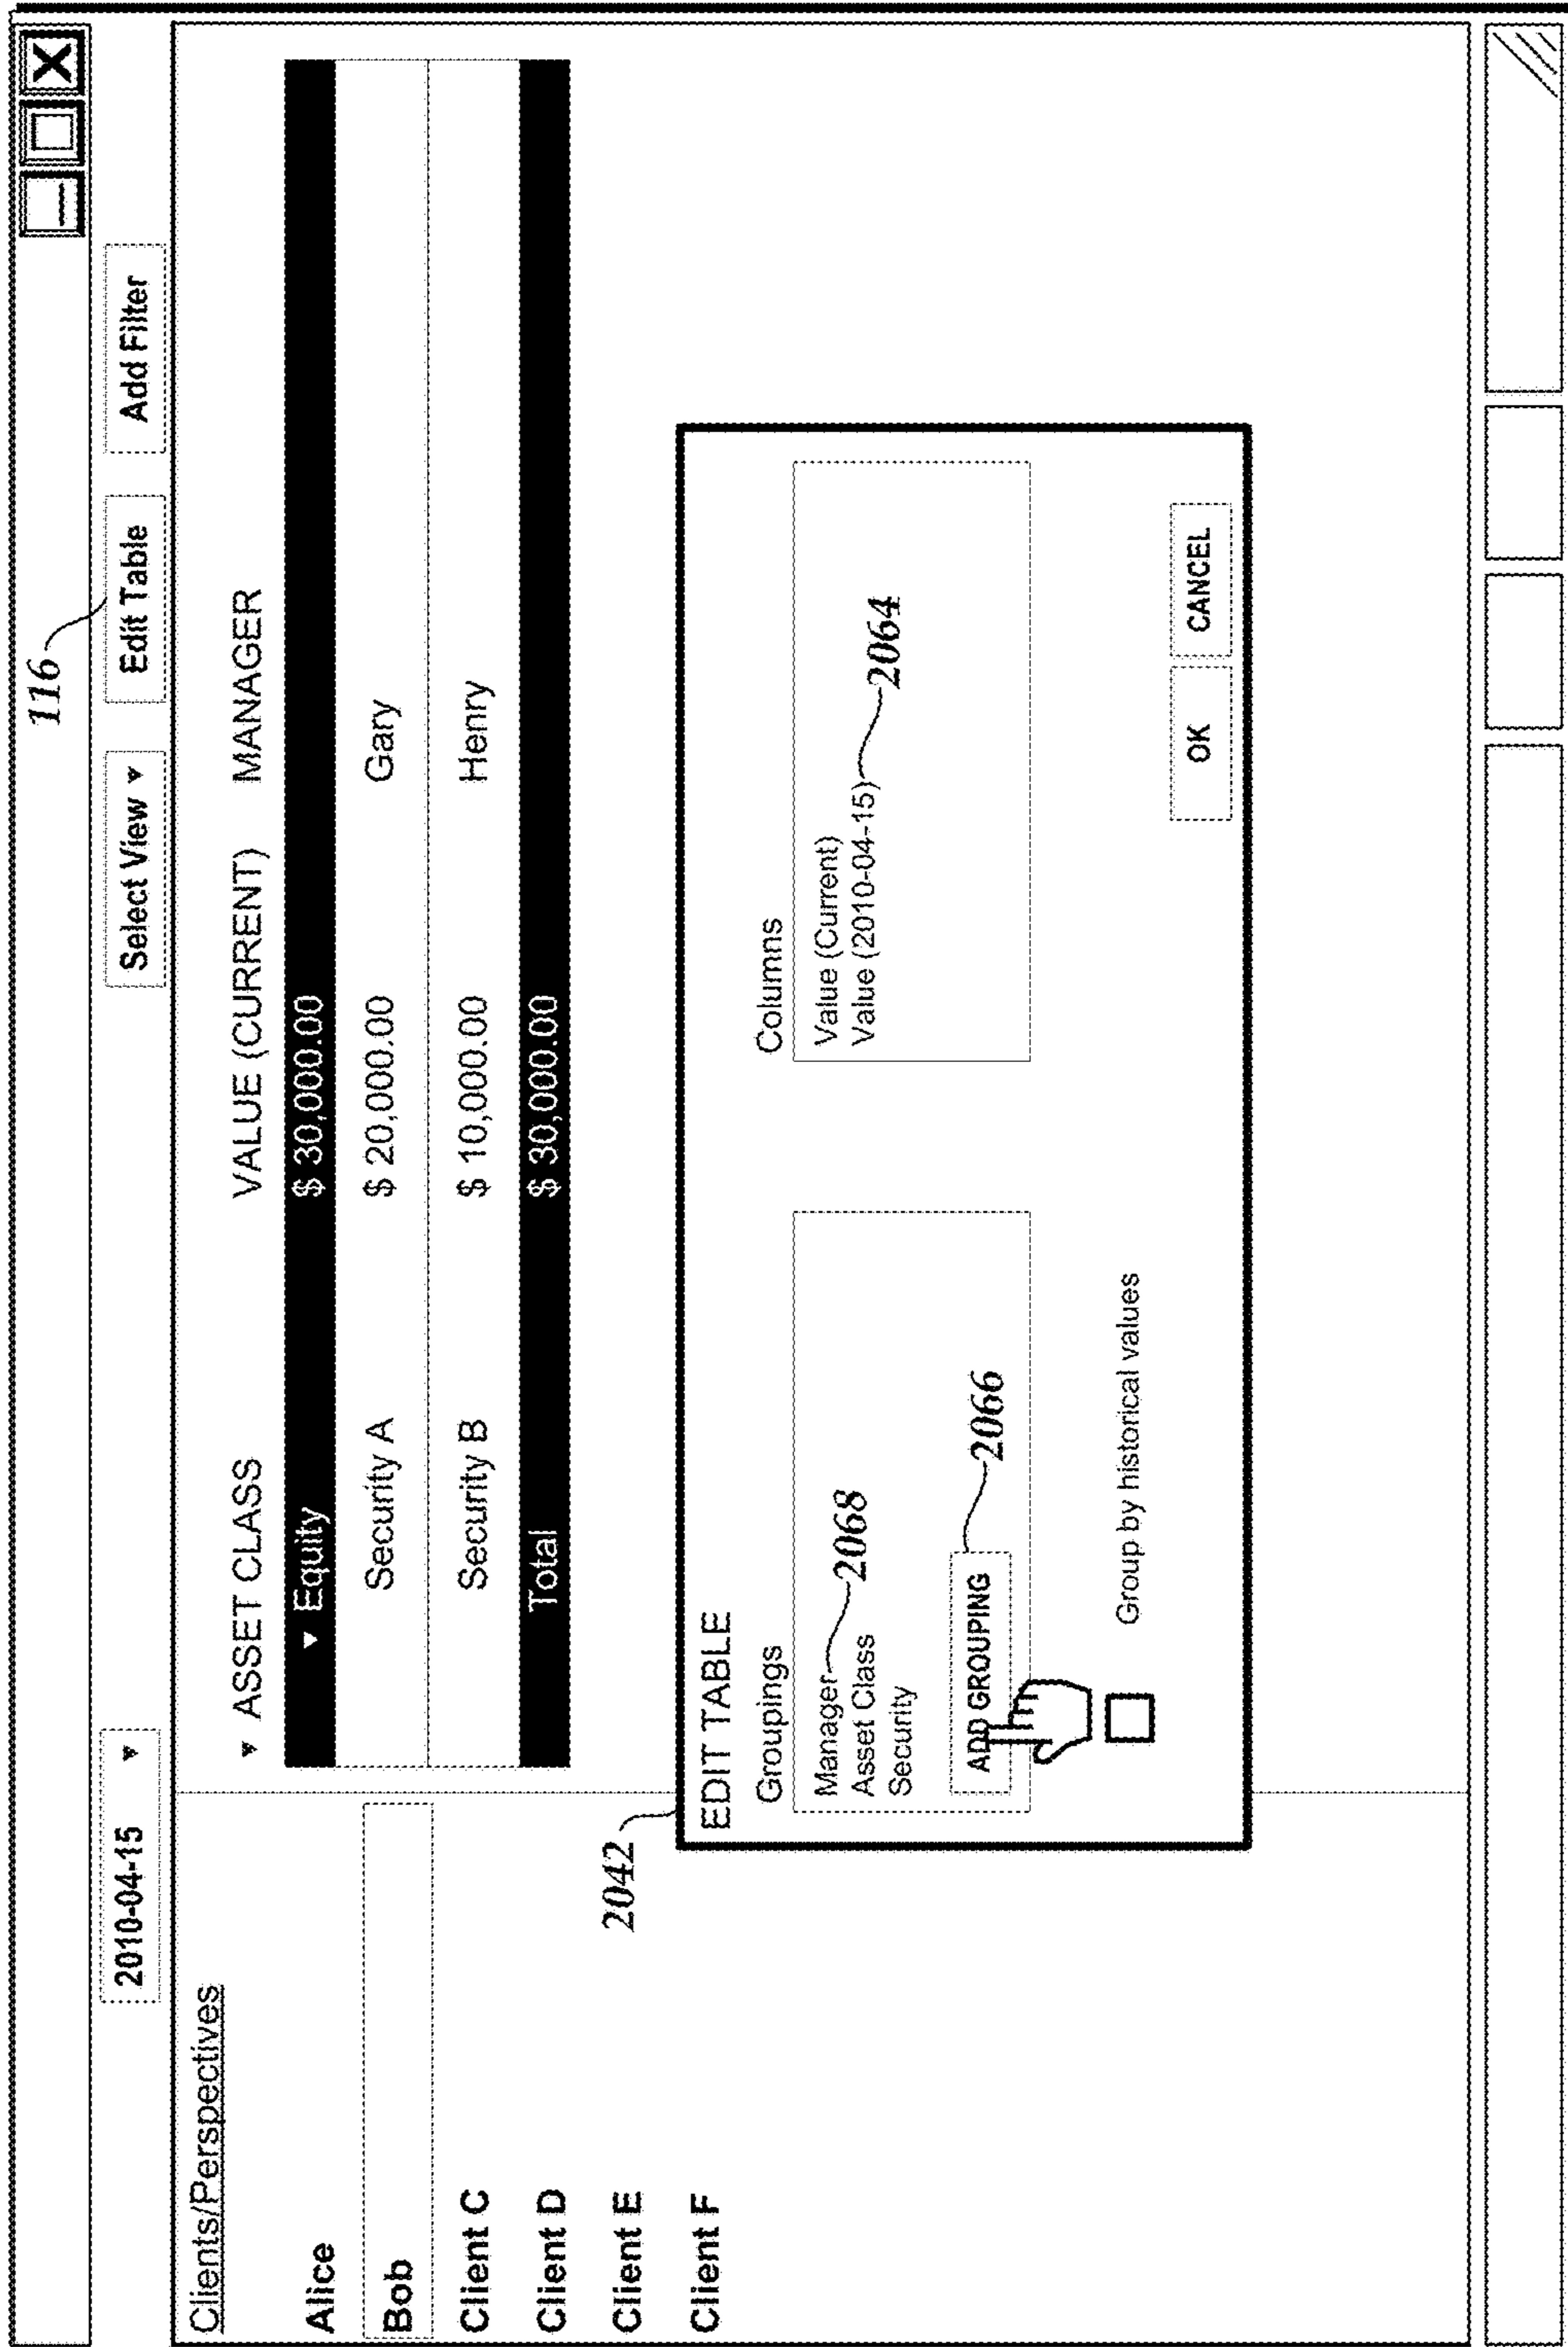 116
2010-04-15 ▼ Select View ▼ Edit Table Add Filter
Clients/Perspectives
Alice
Bob
Client C
Client D
Client E
Client F
▼ ASSET CLASS VALUE (CURRENT) MANAGER
▼ Equity $ 30,000.00
Security A $ 20,000.00 Gary
Security B $ 10,000.00 Henry
Total $ 30,000.00
2042
EDIT TABLE
Groupings
Manager 2068
Asset Class
Security
ADD GROUPING 2066
Group by historical values
Columns
Value (Current)
Value (2010-04-15) 2064
OK CANCEL